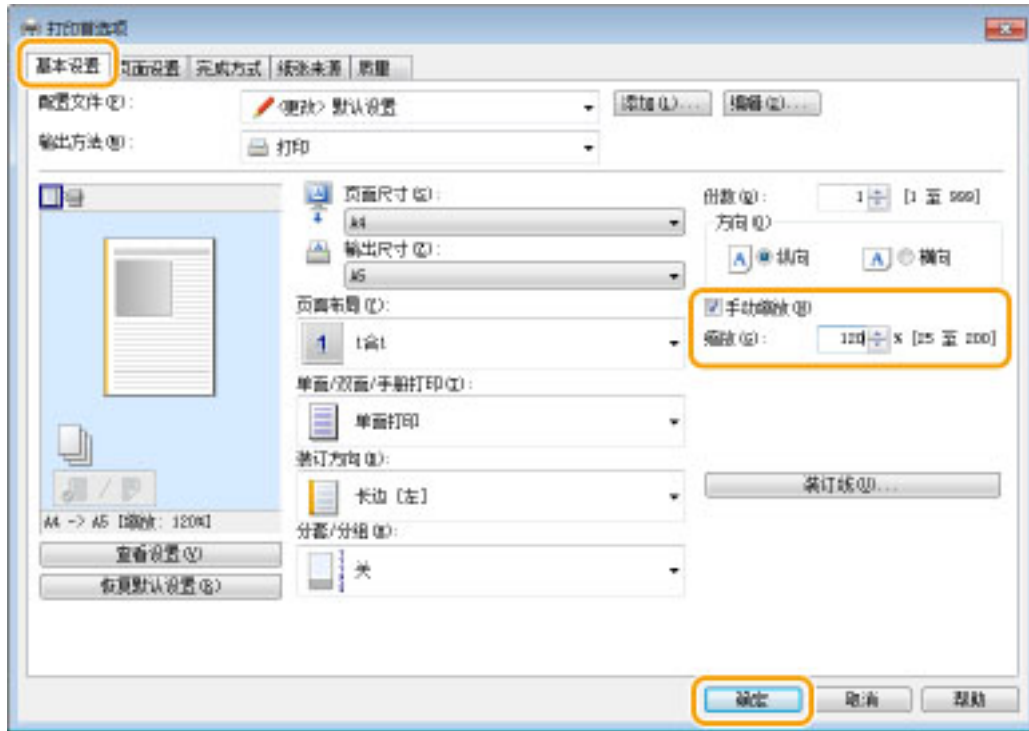 打印首选项
基本设置 页面设置 完成方式 纸张来源 质量
配置文件(F): <更改> 默认设置 添加(L)... 编辑(Z)...
输出方法(M): 打印
页面尺寸(S): 份数(Q): 1 [1 至 999]
A4 方向(O)
输出尺寸(Z): A 纵向 A 横向
A5
页面布局(Y): 手动缩放(H)
1 1合1 缩放(G): 120 % [25 至 200]
单面/双面/手册打印(I):
单面打印
装订方向(B):
长边 [左] 装订线(U)...
A4 -> A5 [缩放: 120%]
分套/分组(K):
查看设置(V) 关
恢复默认设置(R)
确定 取消 帮助